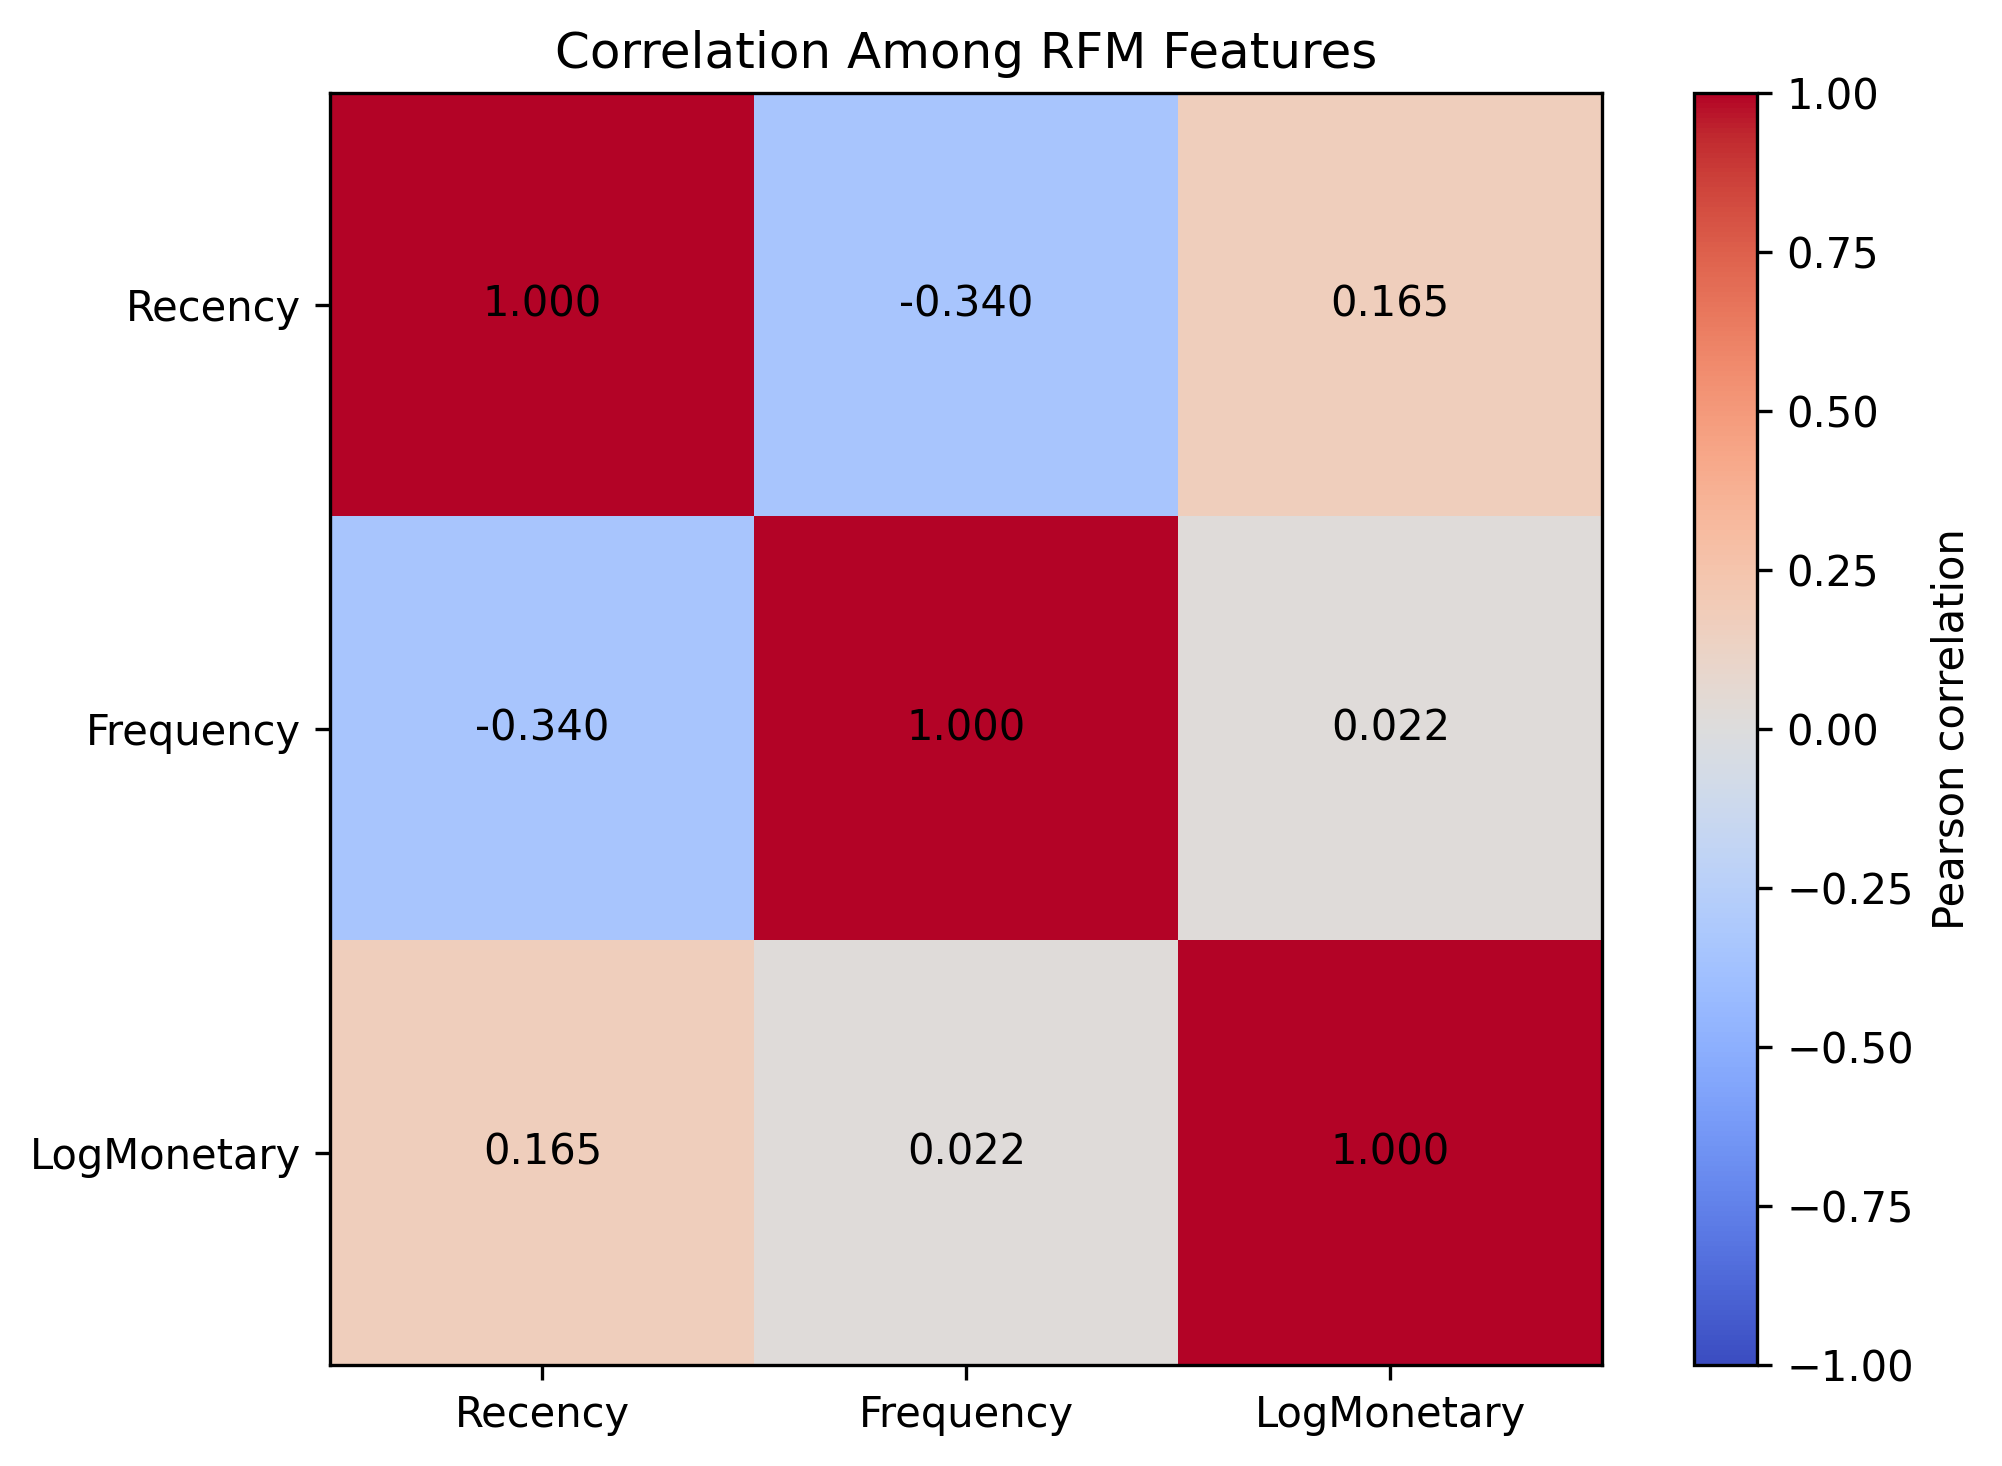 Correlation Among RFM Features
Recency
1.000 -0.340 0.165
Frequency
-0.340 1.000 0.022
LogMonetary
0.165 0.022 1.000
Recency Frequency LogMonetary
1.00
0.75
0.50
0.25
0.00
−0.25
−0.50
−0.75
−1.00
Pearson correlation